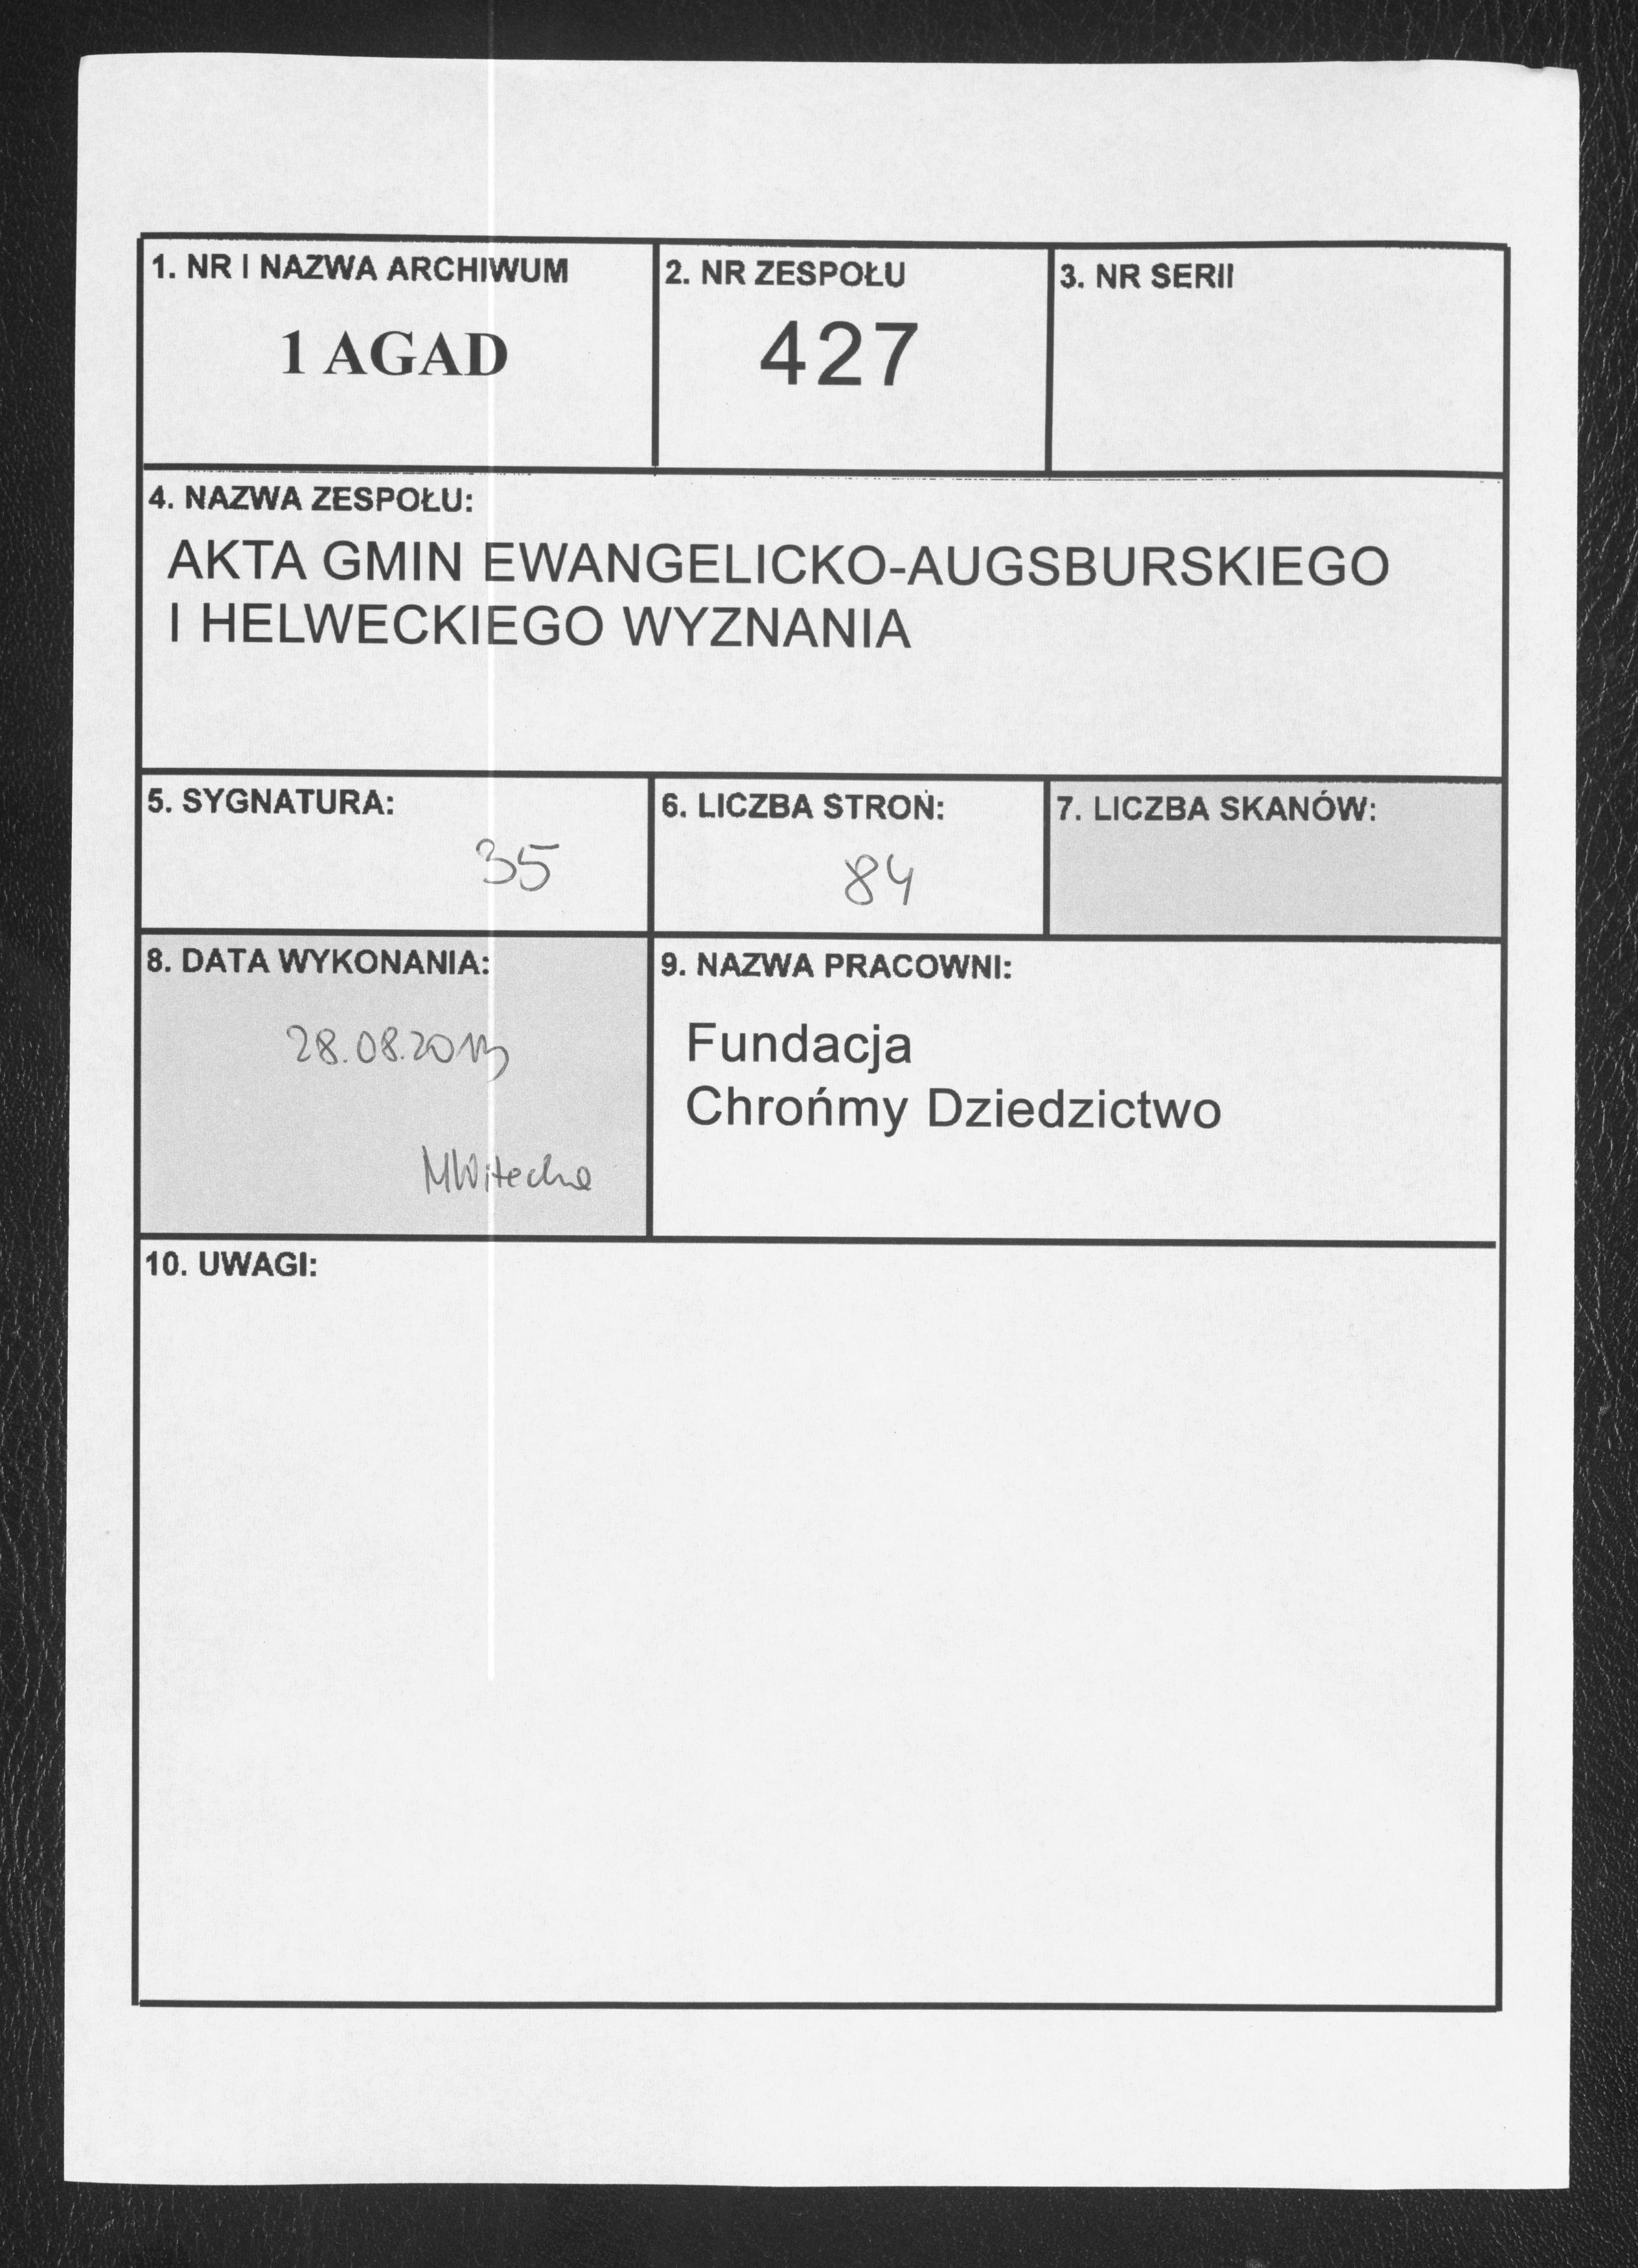 1. NR I NAZWA ARCHIWUM
1 AGAD
2. NR ZESPOŁU
427
3. NR SERII
4. NAZWA ZESPOŁU:
AKTA GMIN EWANGELICKO-AUGSBURSKIEGO
I HELWECKIEGO WYZNANIA
5. SYGNATURA:
35
6. LICZBA STRON:
84
7. LICZBA SKANÓW:
8. DATA WYKONANIA:
28.08.2013
9. NAZWA PRACOWNI:
Fundacja
Chrońmy Dziedzictwo
10. UWAGI: